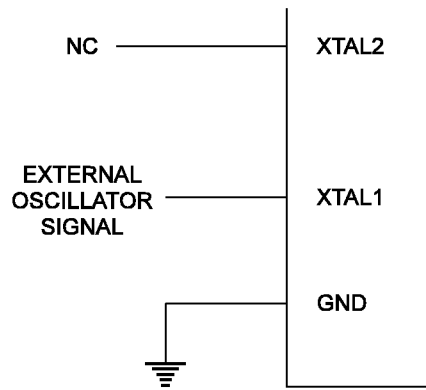 NC
XTAL2
EXTERNAL
OSCILLATOR
SIGNAL
XTAL1
GND